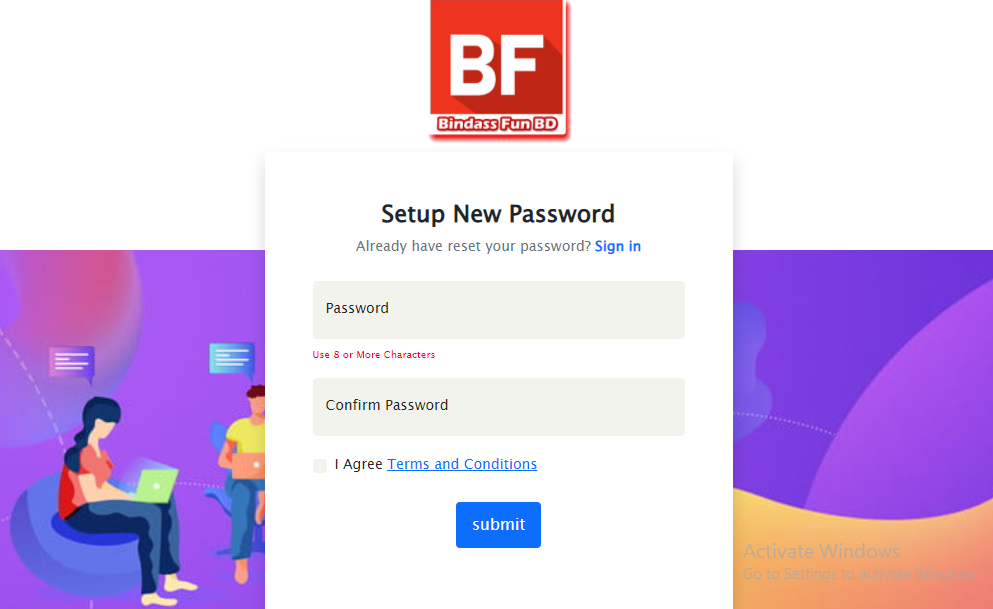 BF
Bindass Fun BD
Setup New Password
Already have reset your password? Sign in
Password
Use 8 or More Characters
Confirm Password
I Agree Terms and Conditions
submit
Activate Windows
Go to Settings to activate Windows.